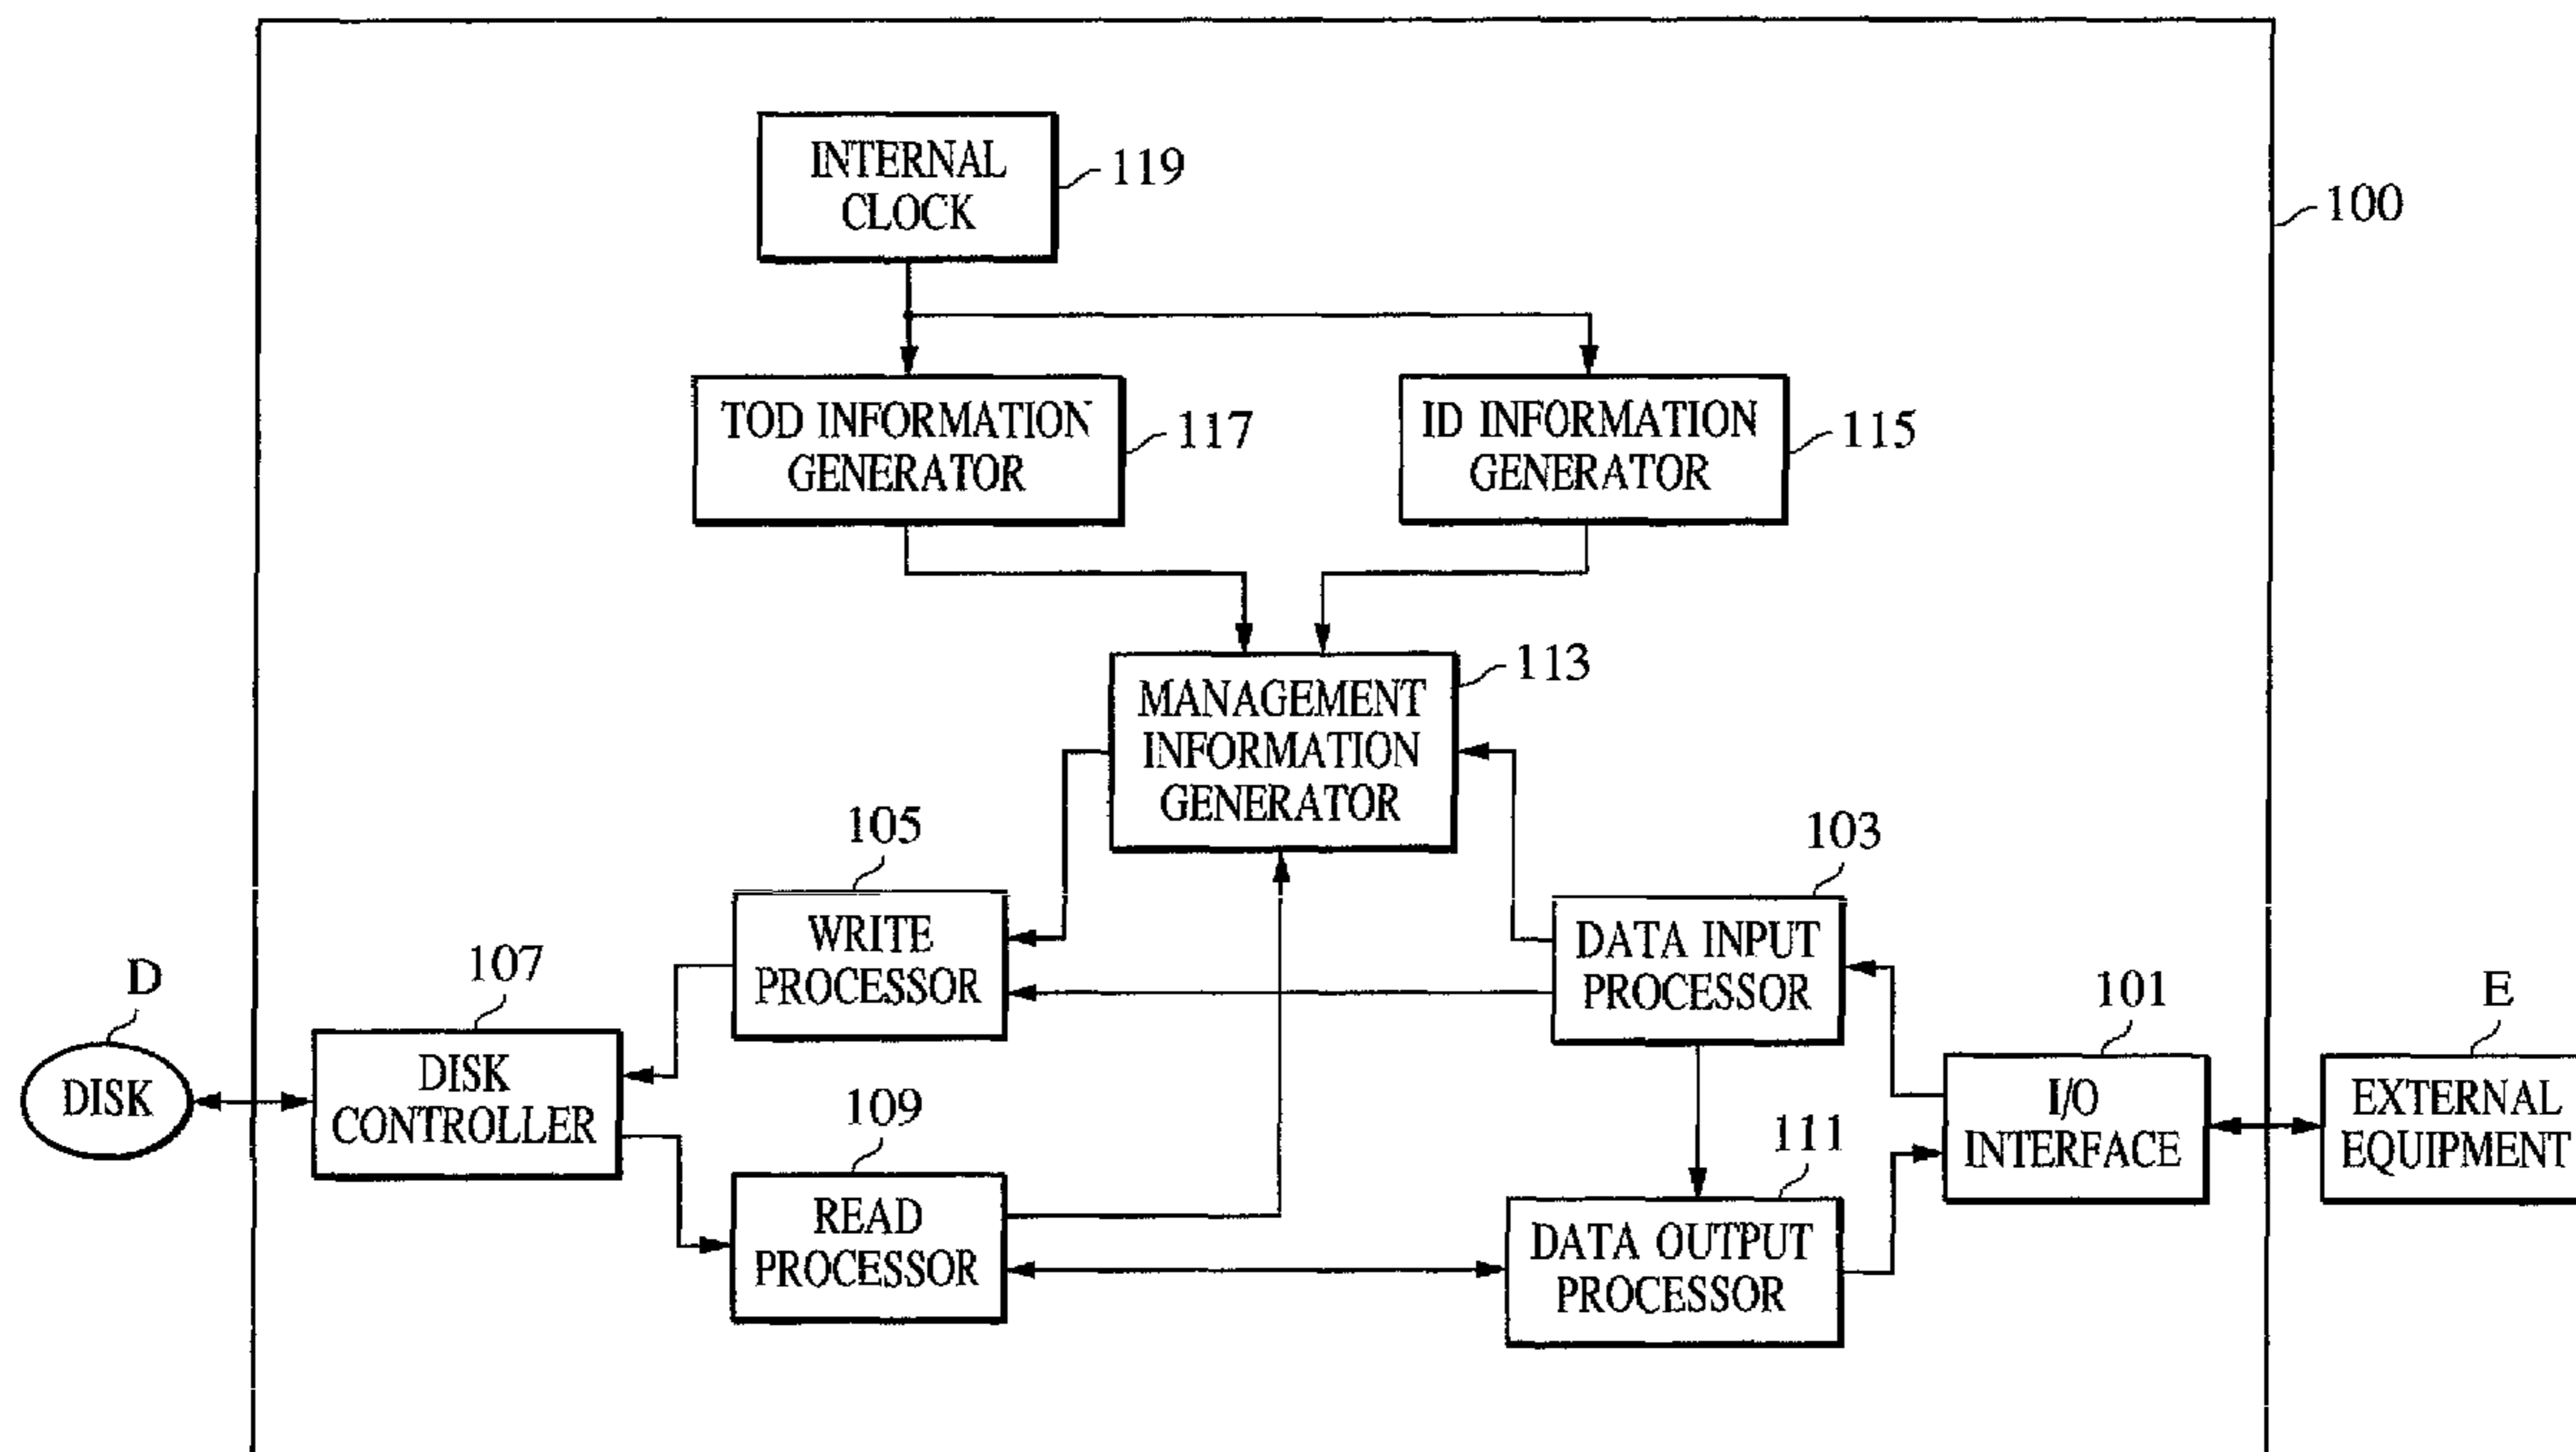 INTERNAL
CLOCK
119
100
TOD INFORMATION
GENERATOR
117
ID INFORMATION
GENERATOR
115
MANAGEMENT
INFORMATION
GENERATOR
113
105
WRITE
PROCESSOR
103
DATA INPUT
PROCESSOR
D
DISK
107
DISK
CONTROLLER
109
READ
PROCESSOR
111
DATA OUTPUT
PROCESSOR
101
I/O
INTERFACE
E
EXTERNAL
EQUIPMENT